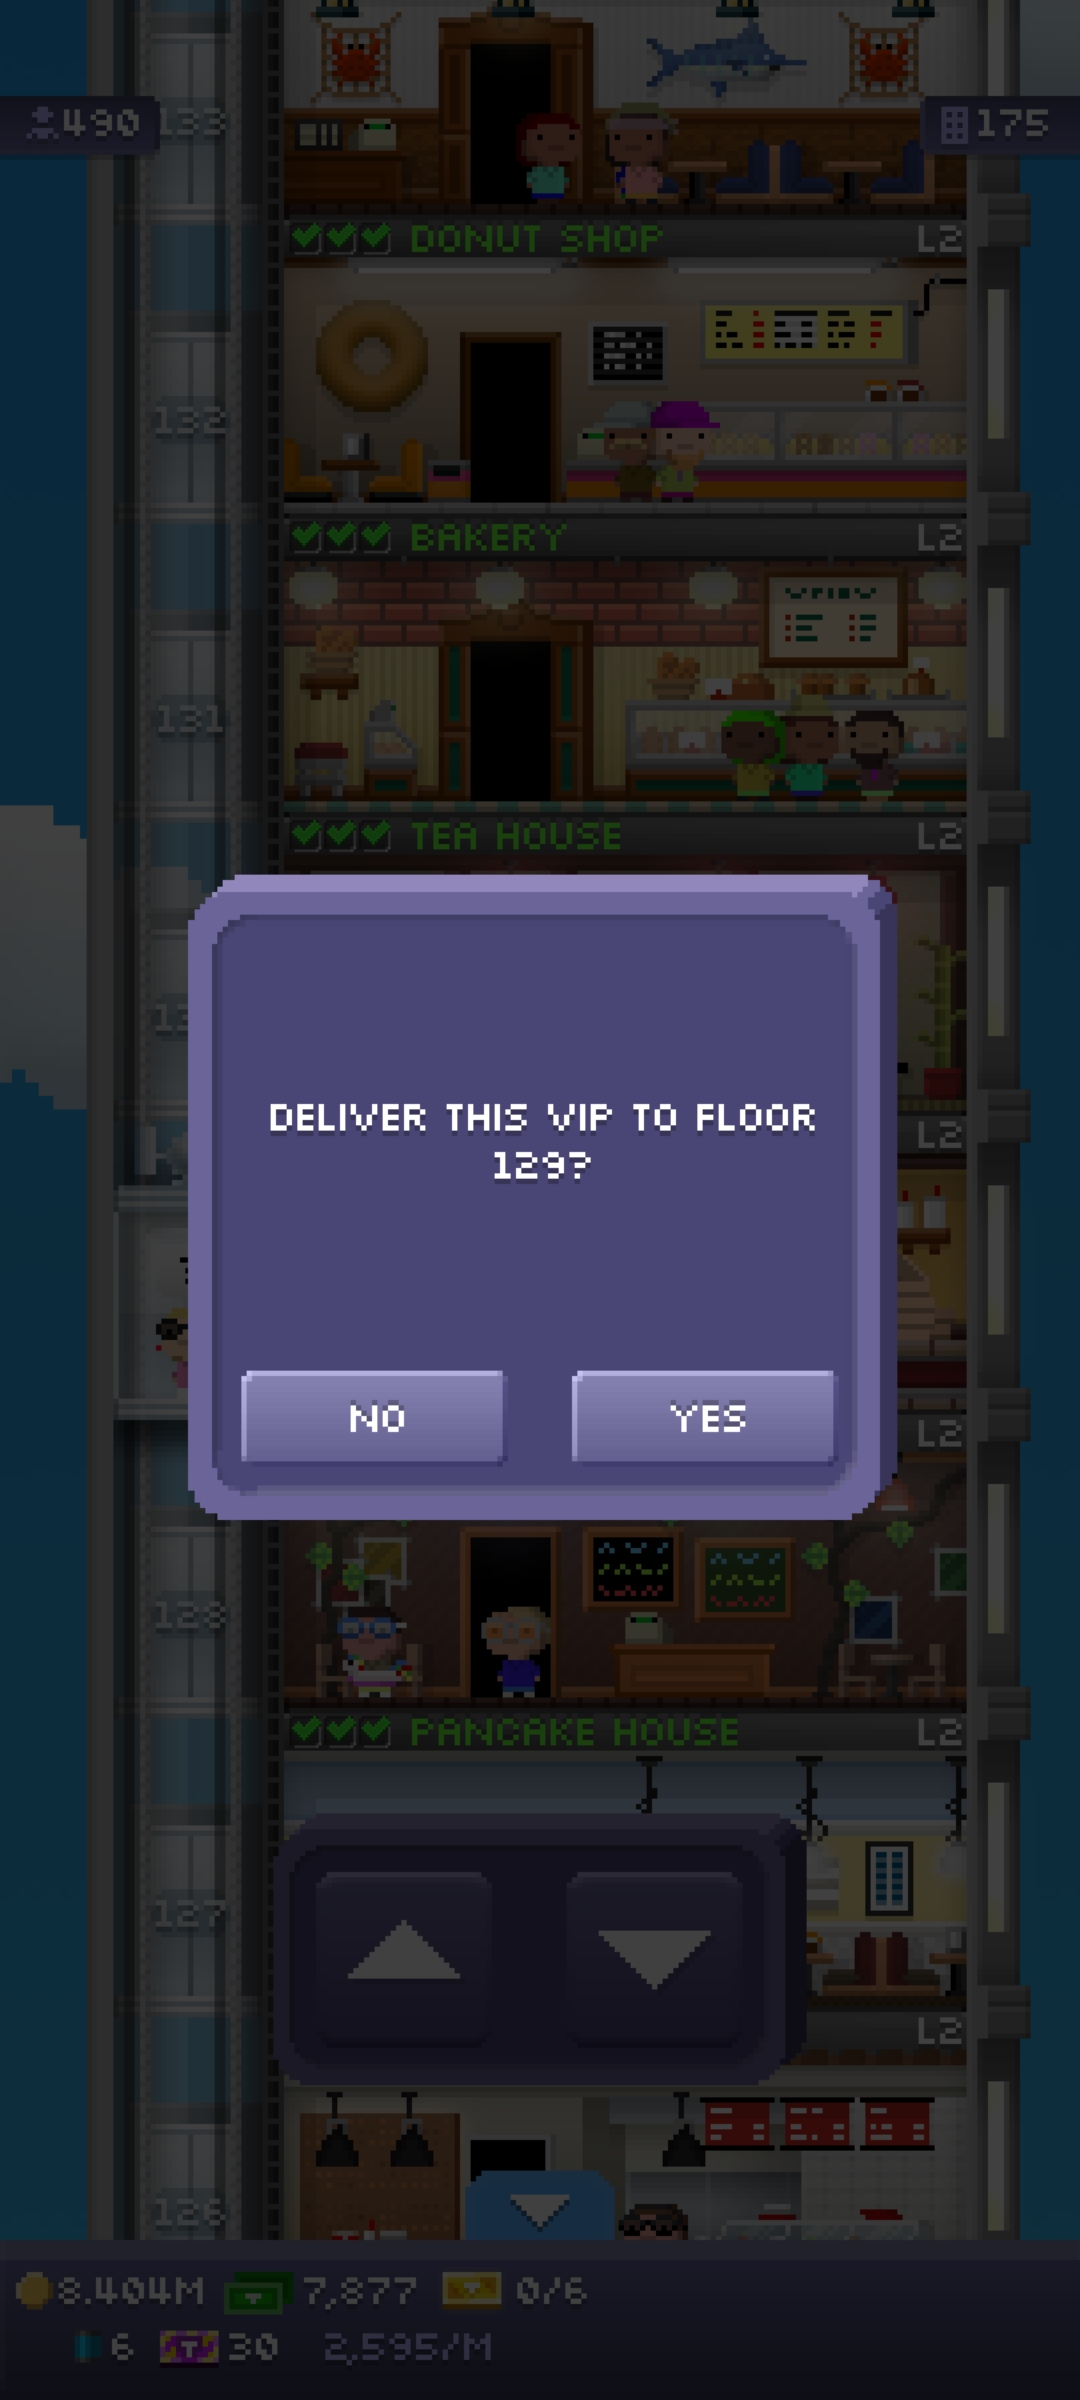 490
133
175
DONUT SHOP
L2
132
BAKERY
L2
131
TEA HOUSE
L2
L2
DELIVER THIS VIP TO FLOOR
129?
NO
YES
L2
128
PANCAKE HOUSE
L2
127
L2
126
8.404M
7,877
0/6
6
T
30
2,595/M